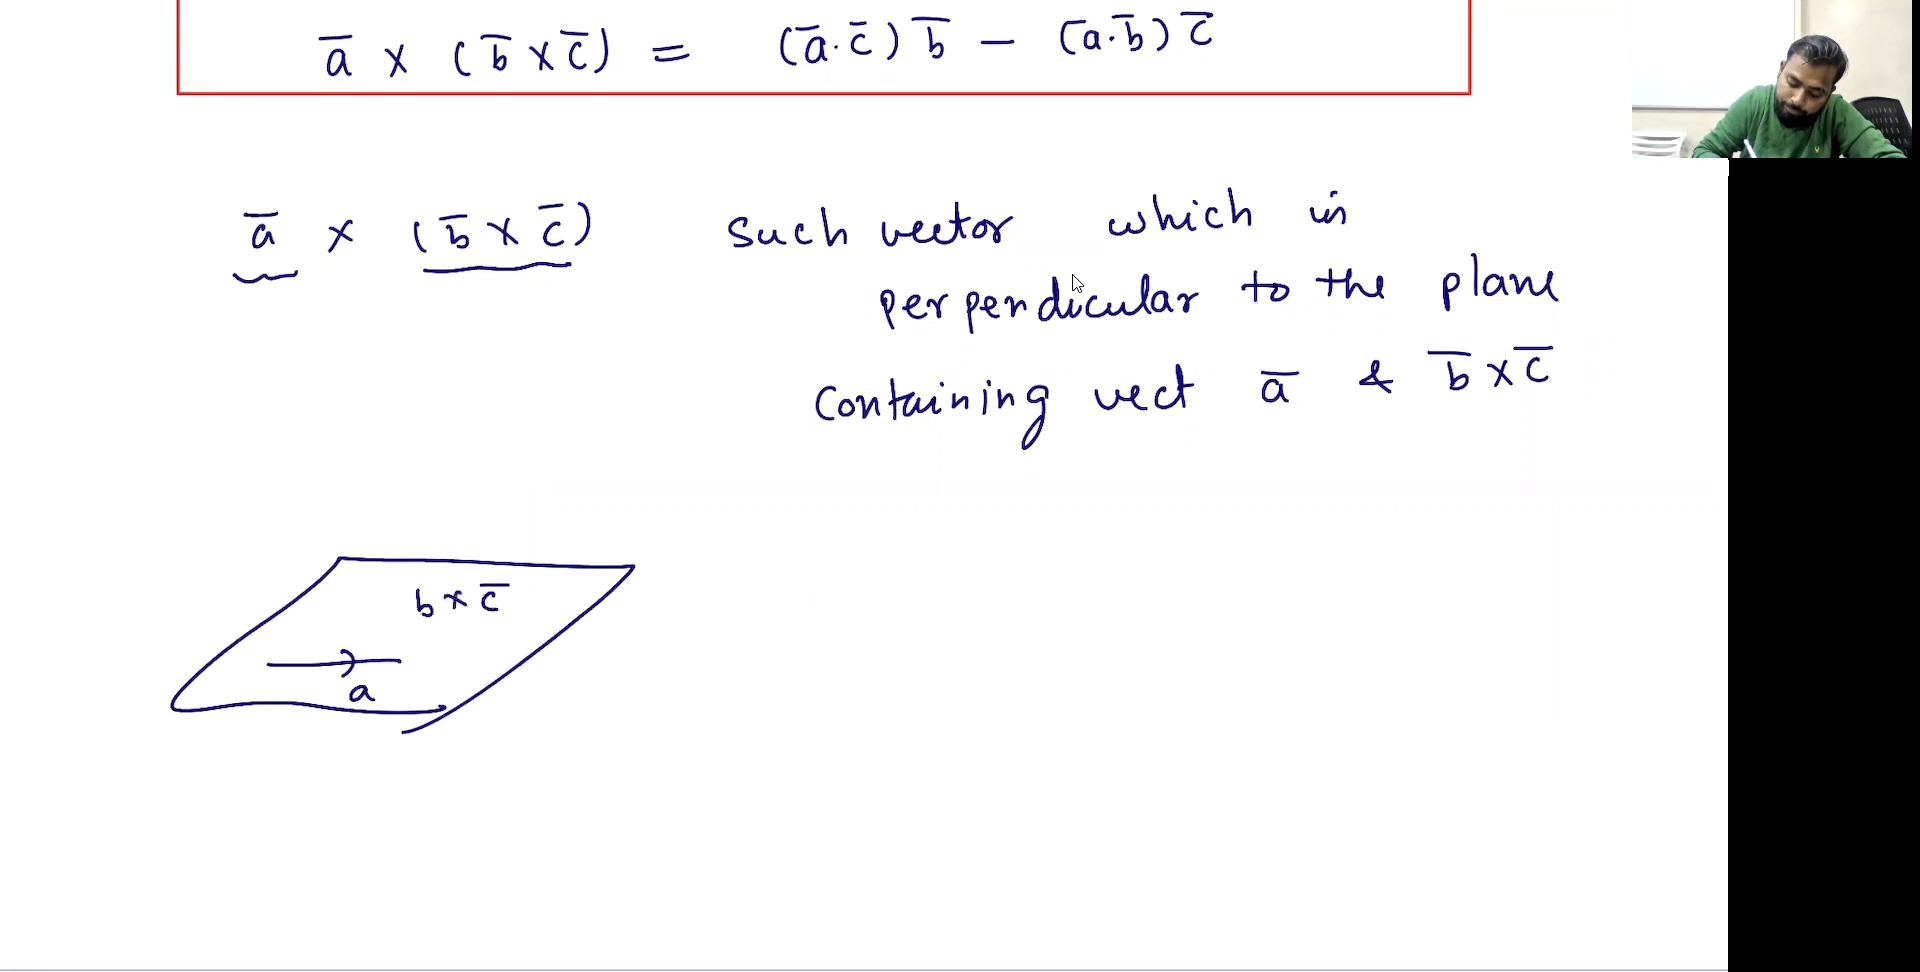 a̅ × (b̅ × c̅) = (a̅ · c̅) b̅ − (a · b̅) c̅
a̅ × (b̅ × c̅) such vector which is
perpendicular to the plane
containing vect a̅ & b̅ × c̅
b × c̅
a